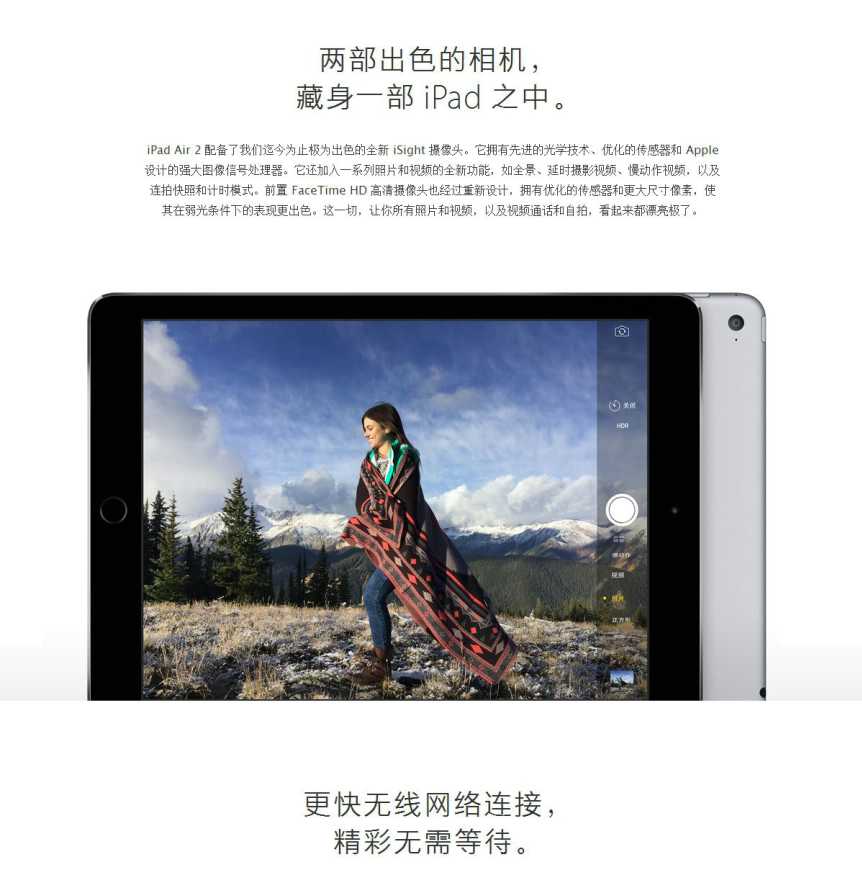 两部出色的相机，
藏身一部 iPad 之中。
iPad Air 2 配备了我们迄今为止极为出色的全新 iSight 摄像头。它拥有先进的光学技术、优化的传感器和 Apple
设计的强大图像信号处理器。它还加入一系列照片和视频的全新功能，如全景、延时摄影视频、慢动作视频，以及
连拍快照和计时模式。前置 FaceTime HD 高清摄像头也经过重新设计，拥有优化的传感器和更大尺寸像素，使
其在弱光条件下的表现更出色。这一切，让你所有照片和视频，以及视频通话和自拍，看起来都漂亮极了。
关闭
HDR
慢动作
视频
照片
正方形
更快无线网络连接，
精彩无需等待。